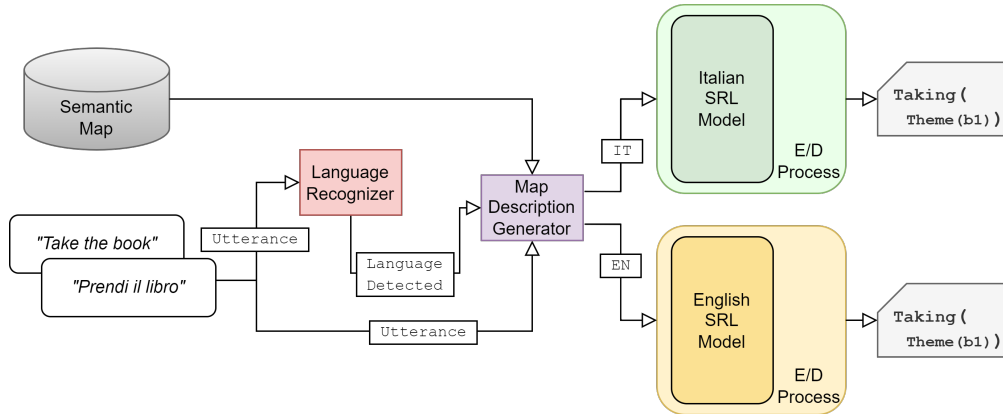 Semantic
Map
"Take the book"
"Prendi il libro"
Utterance
Language
Recognizer
Language
Detected
Utterance
Map
Description
Generator
IT
EN
Italian
SRL
Model
E/D
Process
Taking(
Theme(b1))
English
SRL
Model
E/D
Process
Taking(
Theme(b1))